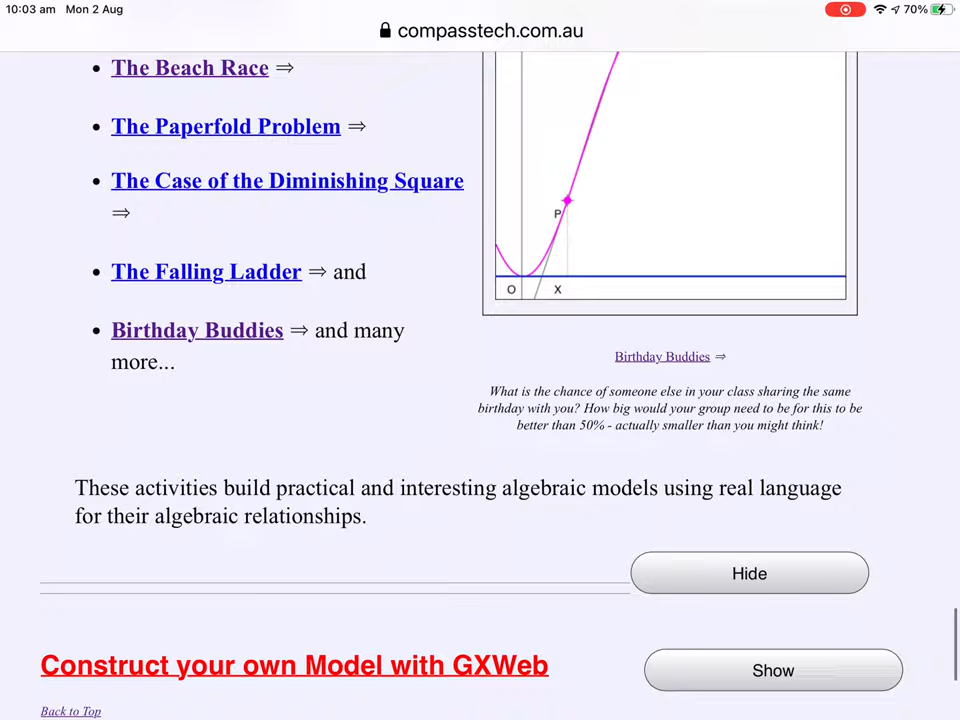 10:03 am Mon 2 Aug
70%
compasstech.com.au
• The Beach Race ⇒
• The Paperfold Problem ⇒
• The Case of the Diminishing Square
⇒
• The Falling Ladder ⇒ and
• Birthday Buddies ⇒ and many
more...
P
O X
Birthday Buddies ⇒
What is the chance of someone else in your class sharing the same
birthday with you? How big would your group need to be for this to be
better than 50% - actually smaller than you might think!
These activities build practical and interesting algebraic models using real language
for their algebraic relationships.
Hide
Construct your own Model with GXWeb
Show
Back to Top